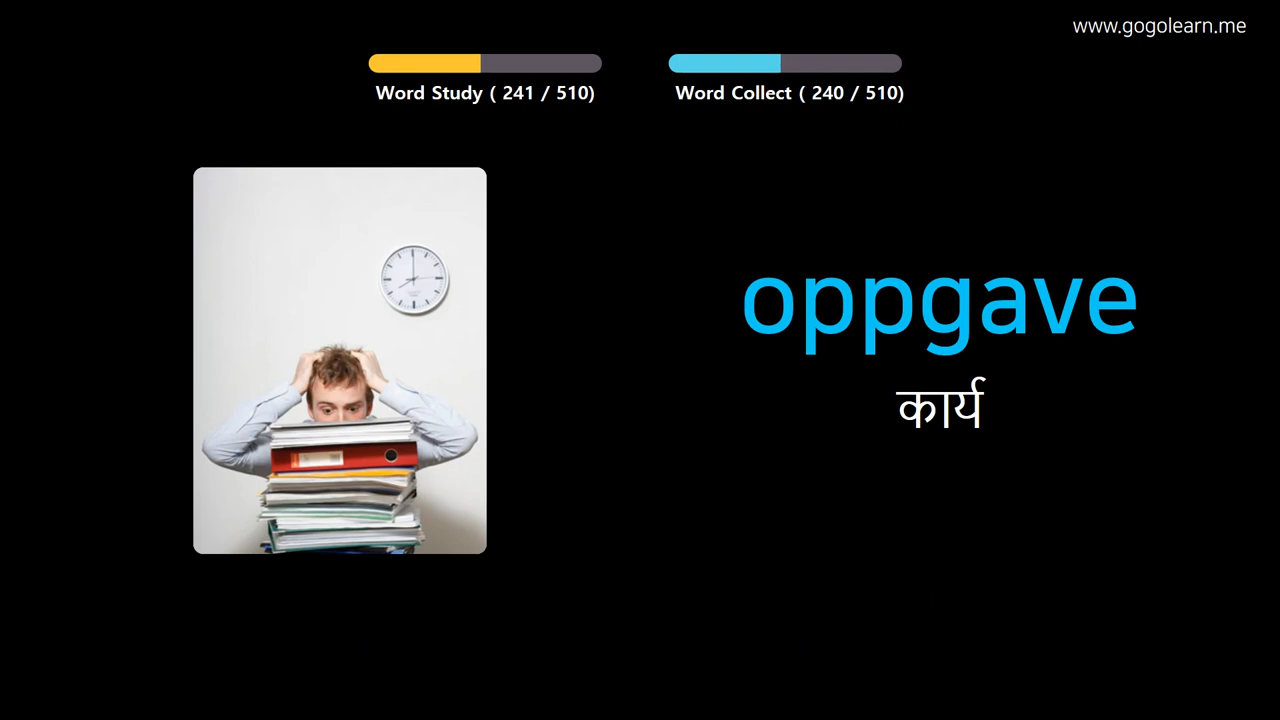 www.gogolearn.me
Word Study ( 241 / 510)
Word Collect ( 240 / 510)
oppgave
कार्य